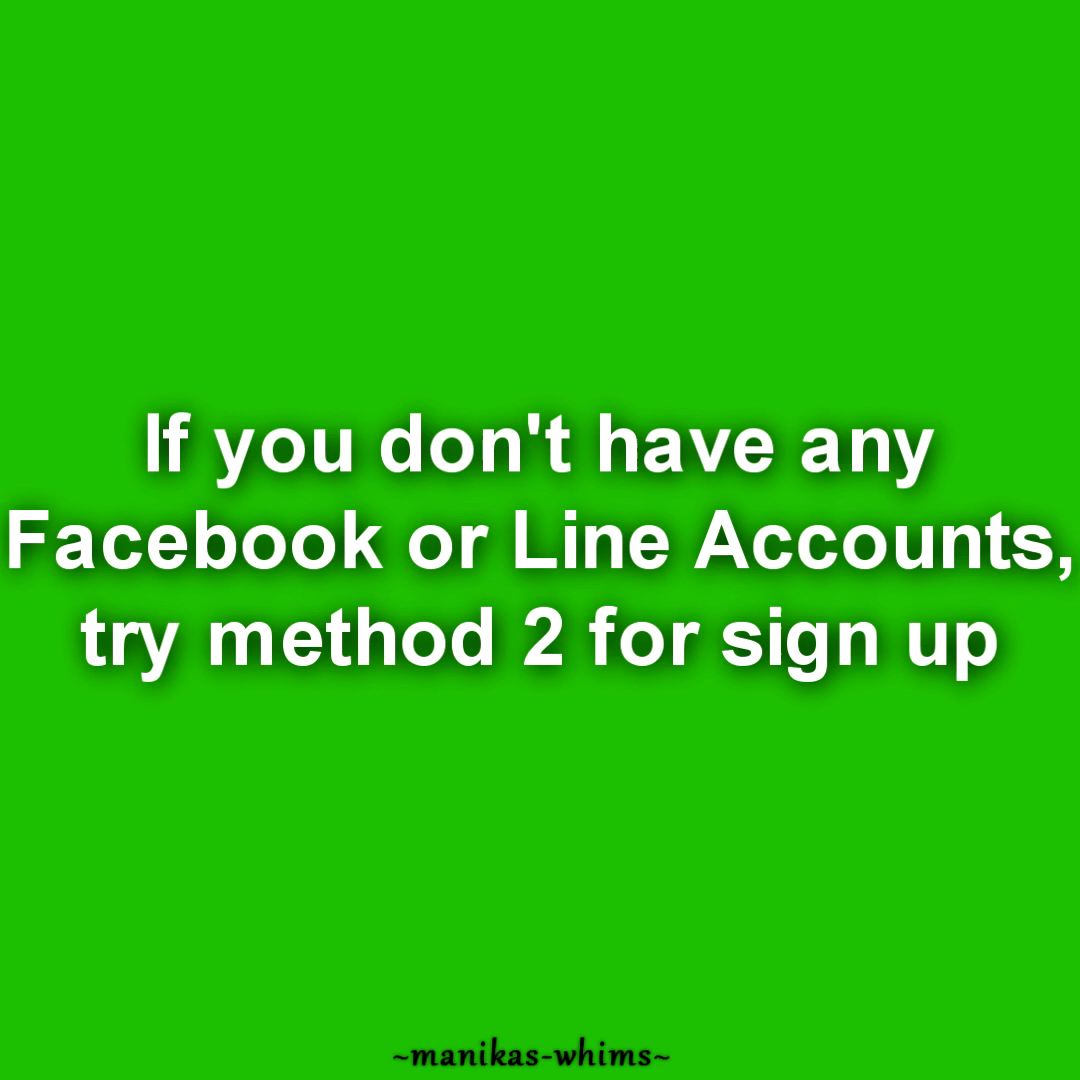 If you don't have any
Facebook or Line Accounts,
try method 2 for sign up
~manikas-whims~